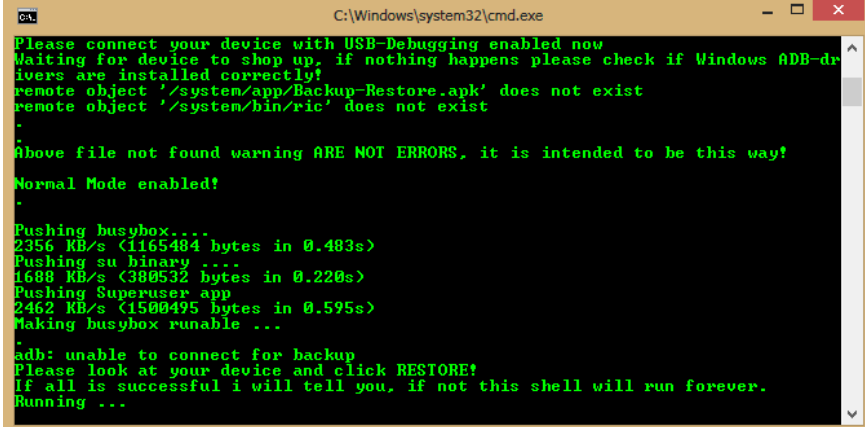 C:\Windows\system32\cmd.exe
Please connect your device with USB-Debugging enabled now
Waiting for device to shop up, if nothing happens please check if Windows ADB-dr
ivers are installed correctly!
remote object '/system/app/Backup-Restore.apk' does not exist
remote object '/system/bin/ric' does not exist
.
.
Above file not found warning ARE NOT ERRORS, it is intended to be this way!
Normal Mode enabled!
.
Pushing busybox....
2356 KB/s (1165484 bytes in 0.483s)
Pushing su binary ....
1688 KB/s (380532 bytes in 0.220s)
Pushing Superuser app
2462 KB/s (1500495 bytes in 0.595s)
Making busybox runable ...
.
adb: unable to connect for backup
Please look at your device and click RESTORE!
If all is successful i will tell you, if not this shell will run forever.
Running ...